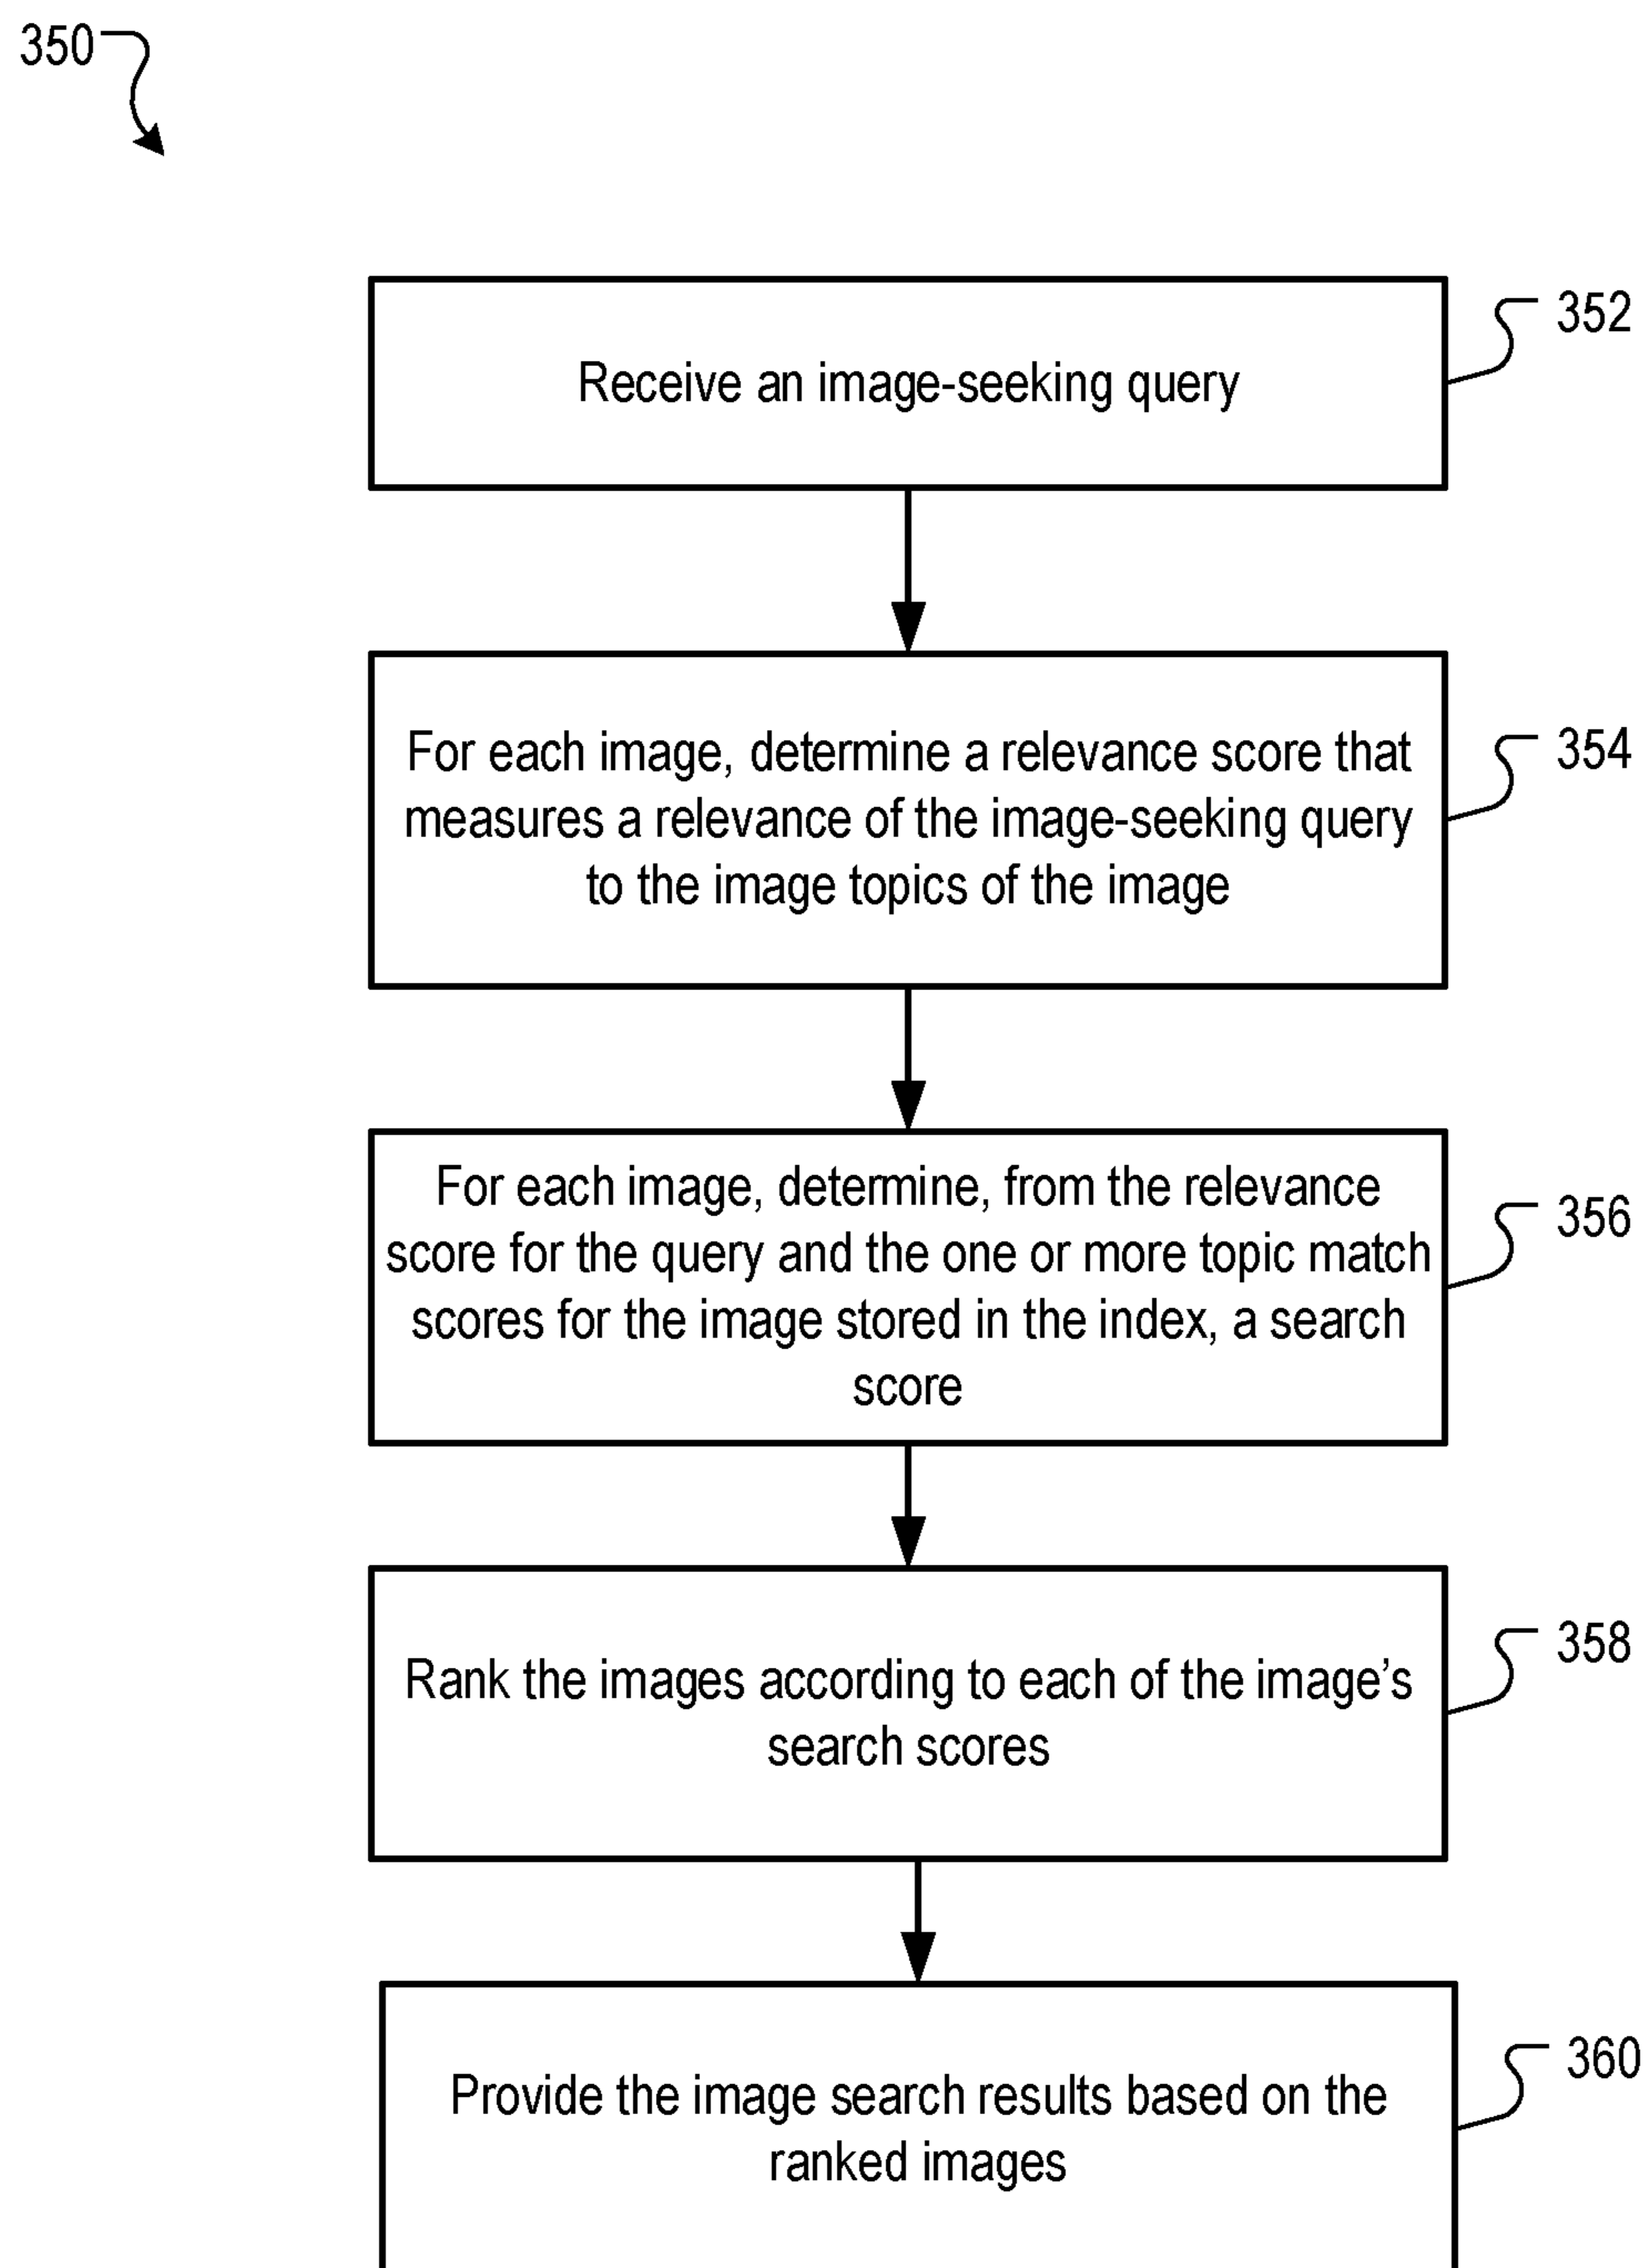 350
352
Receive an image-seeking query
354
For each image, determine a relevance score that
measures a relevance of the image-seeking query
to the image topics of the image
For each image, determine, from the relevance
356
score for the query and the one or more topic match
scores for the image stored in the index, a search
score
358
Rank the images according to each of the image’s
search scores
360
Provide the image search results based on the
ranked images